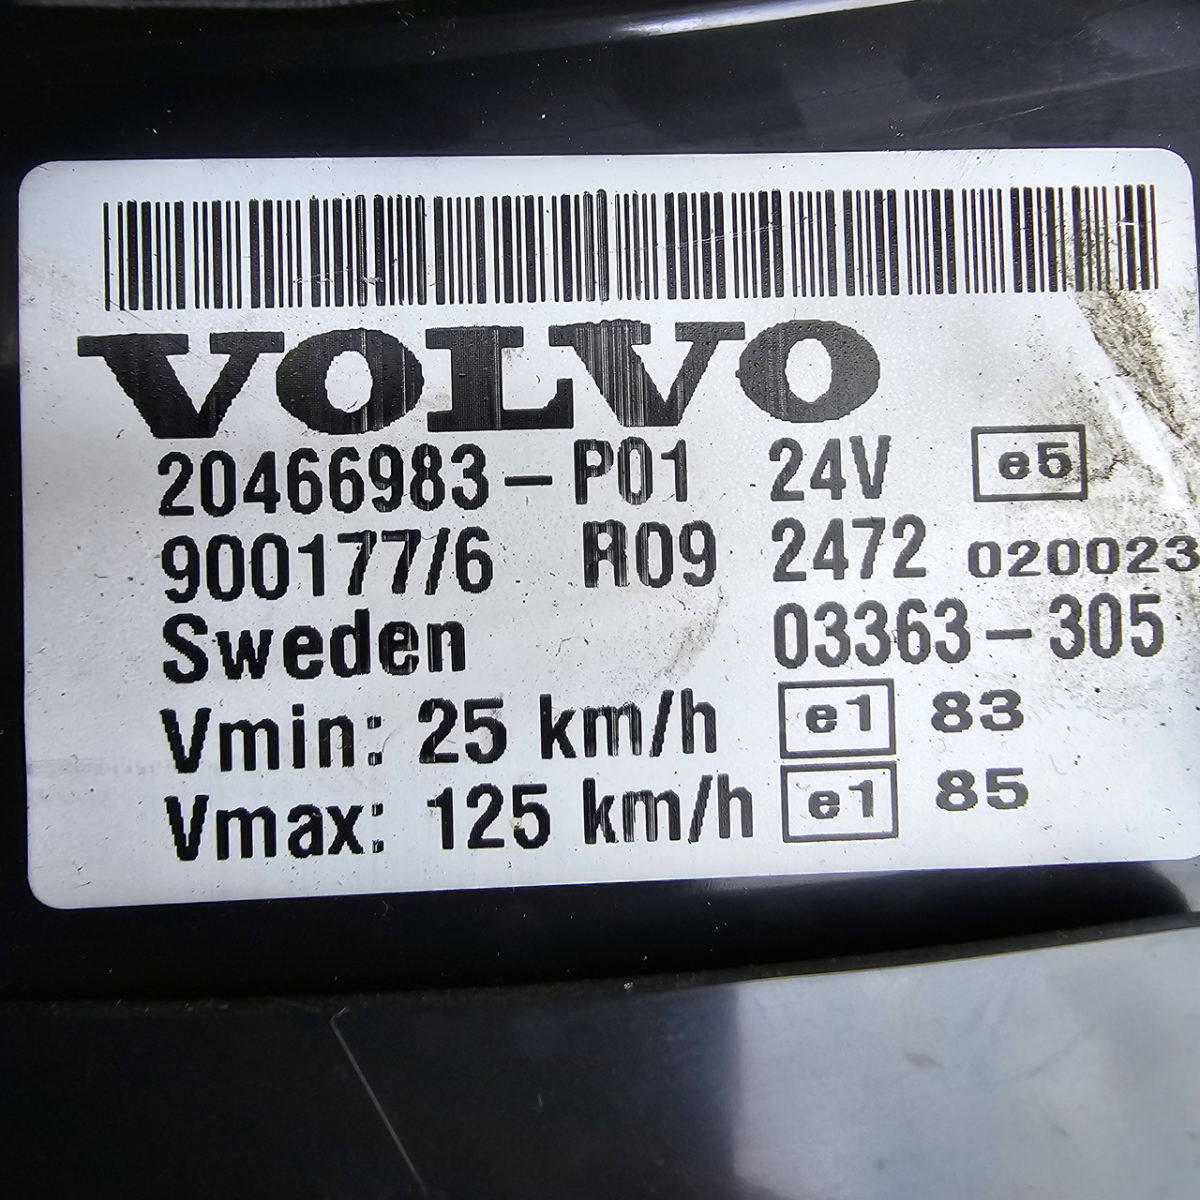 VOLVO
20466983-P01 24V e5
900177/6 R09 2472 020023
Sweden 03363-305
Vmin: 25 km/h e1 83
Vmax: 125 km/h e1 85